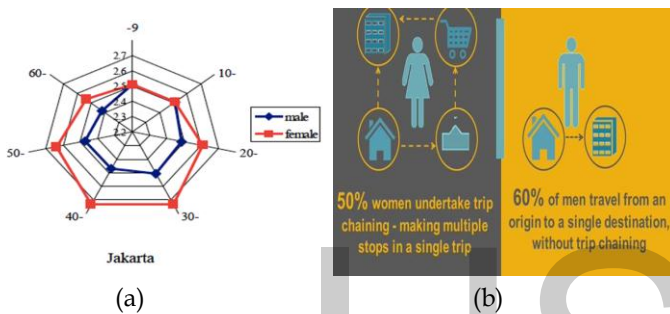 -9
2.7
2.6
2.5
2.4
2.3
2.2
10-
20-
30-
40-
50-
60-
male
female
Jakarta
(a)
50% women undertake trip
chaining - making multiple
stops in a single trip
60% of men travel from an
origin to a single destination,
without trip chaining
(b)